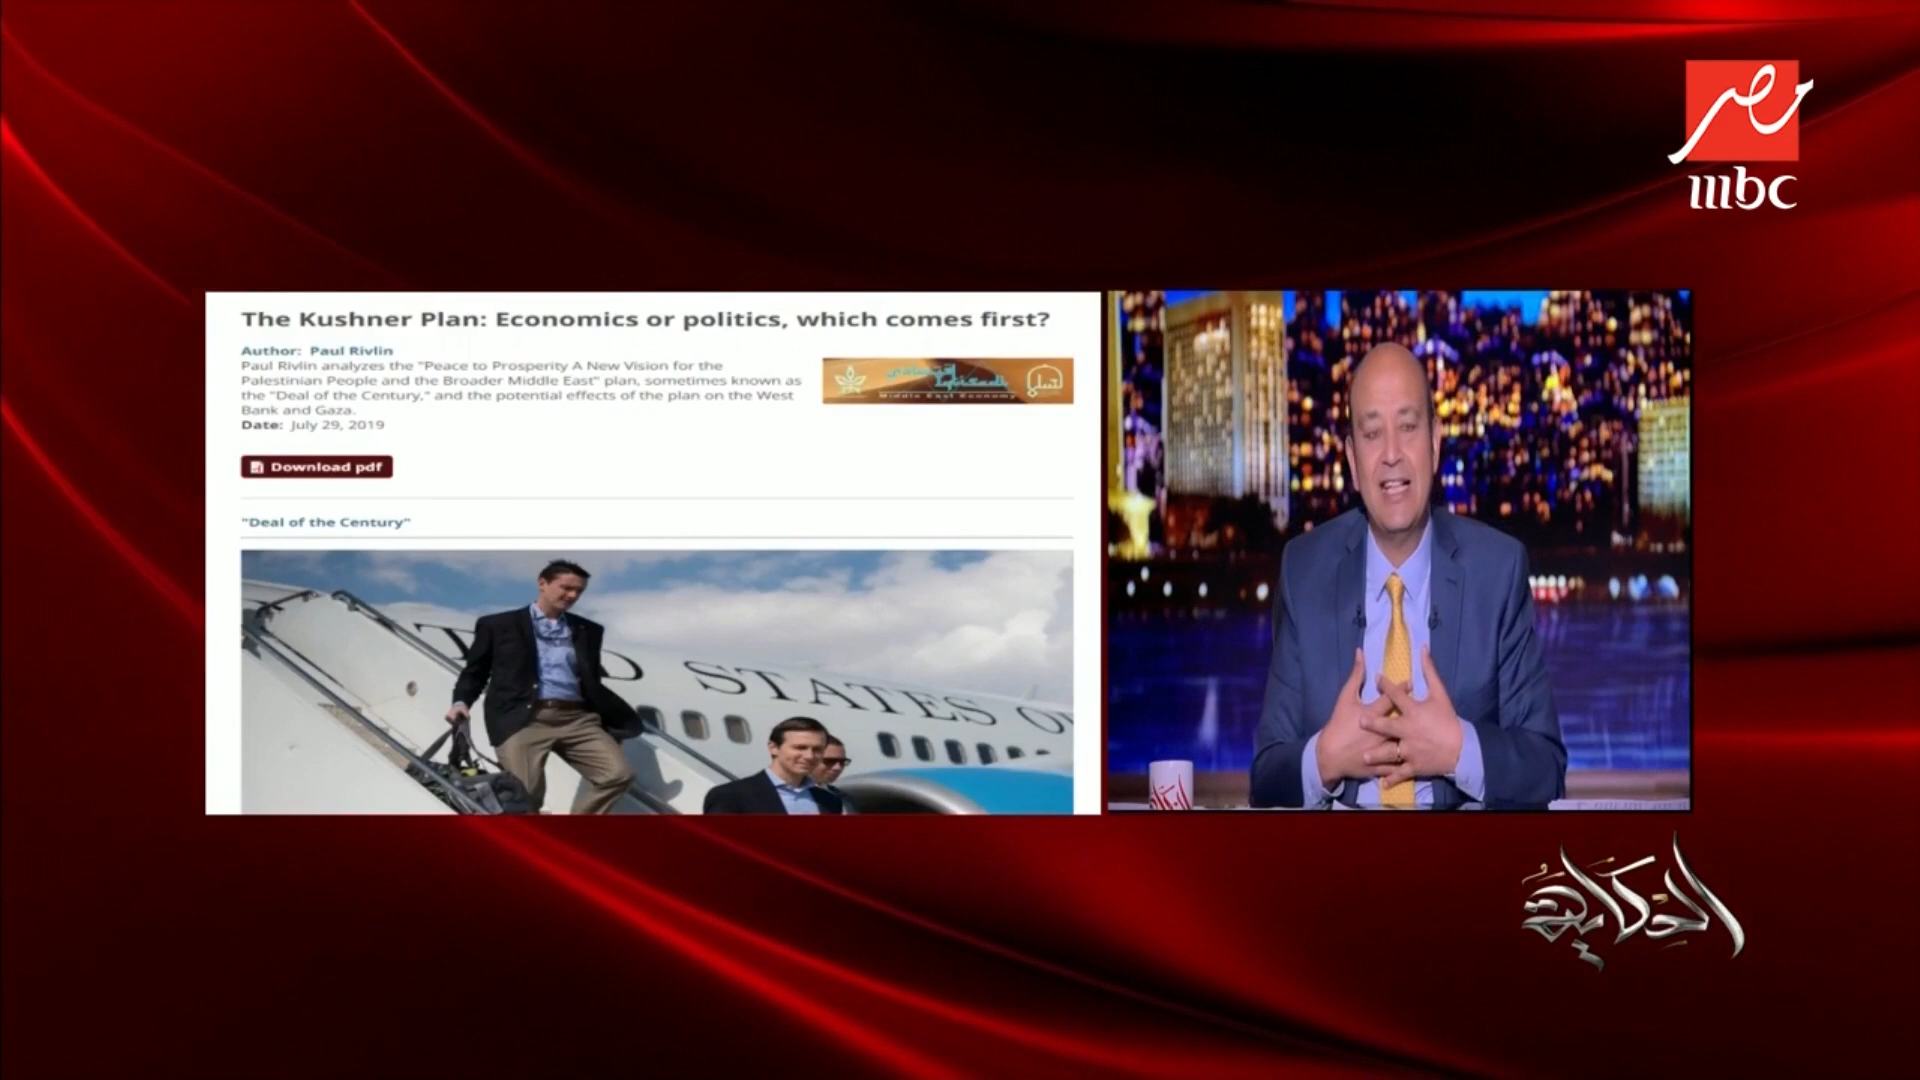 مصر
mbc
The Kushner Plan: Economics or politics, which comes first?
Author: Paul Rivlin
Paul Rivlin analyzes the "Peace to Prosperity A New Vision for the
Palestinian People and the Broader Middle East" plan, sometimes known as
the "Deal of the Century," and the potential effects of the plan on the West
Bank and Gaza.
Date: July 29, 2019
Middle East Economy
Download pdf
"Deal of the Century"
STATES O
الحكاية